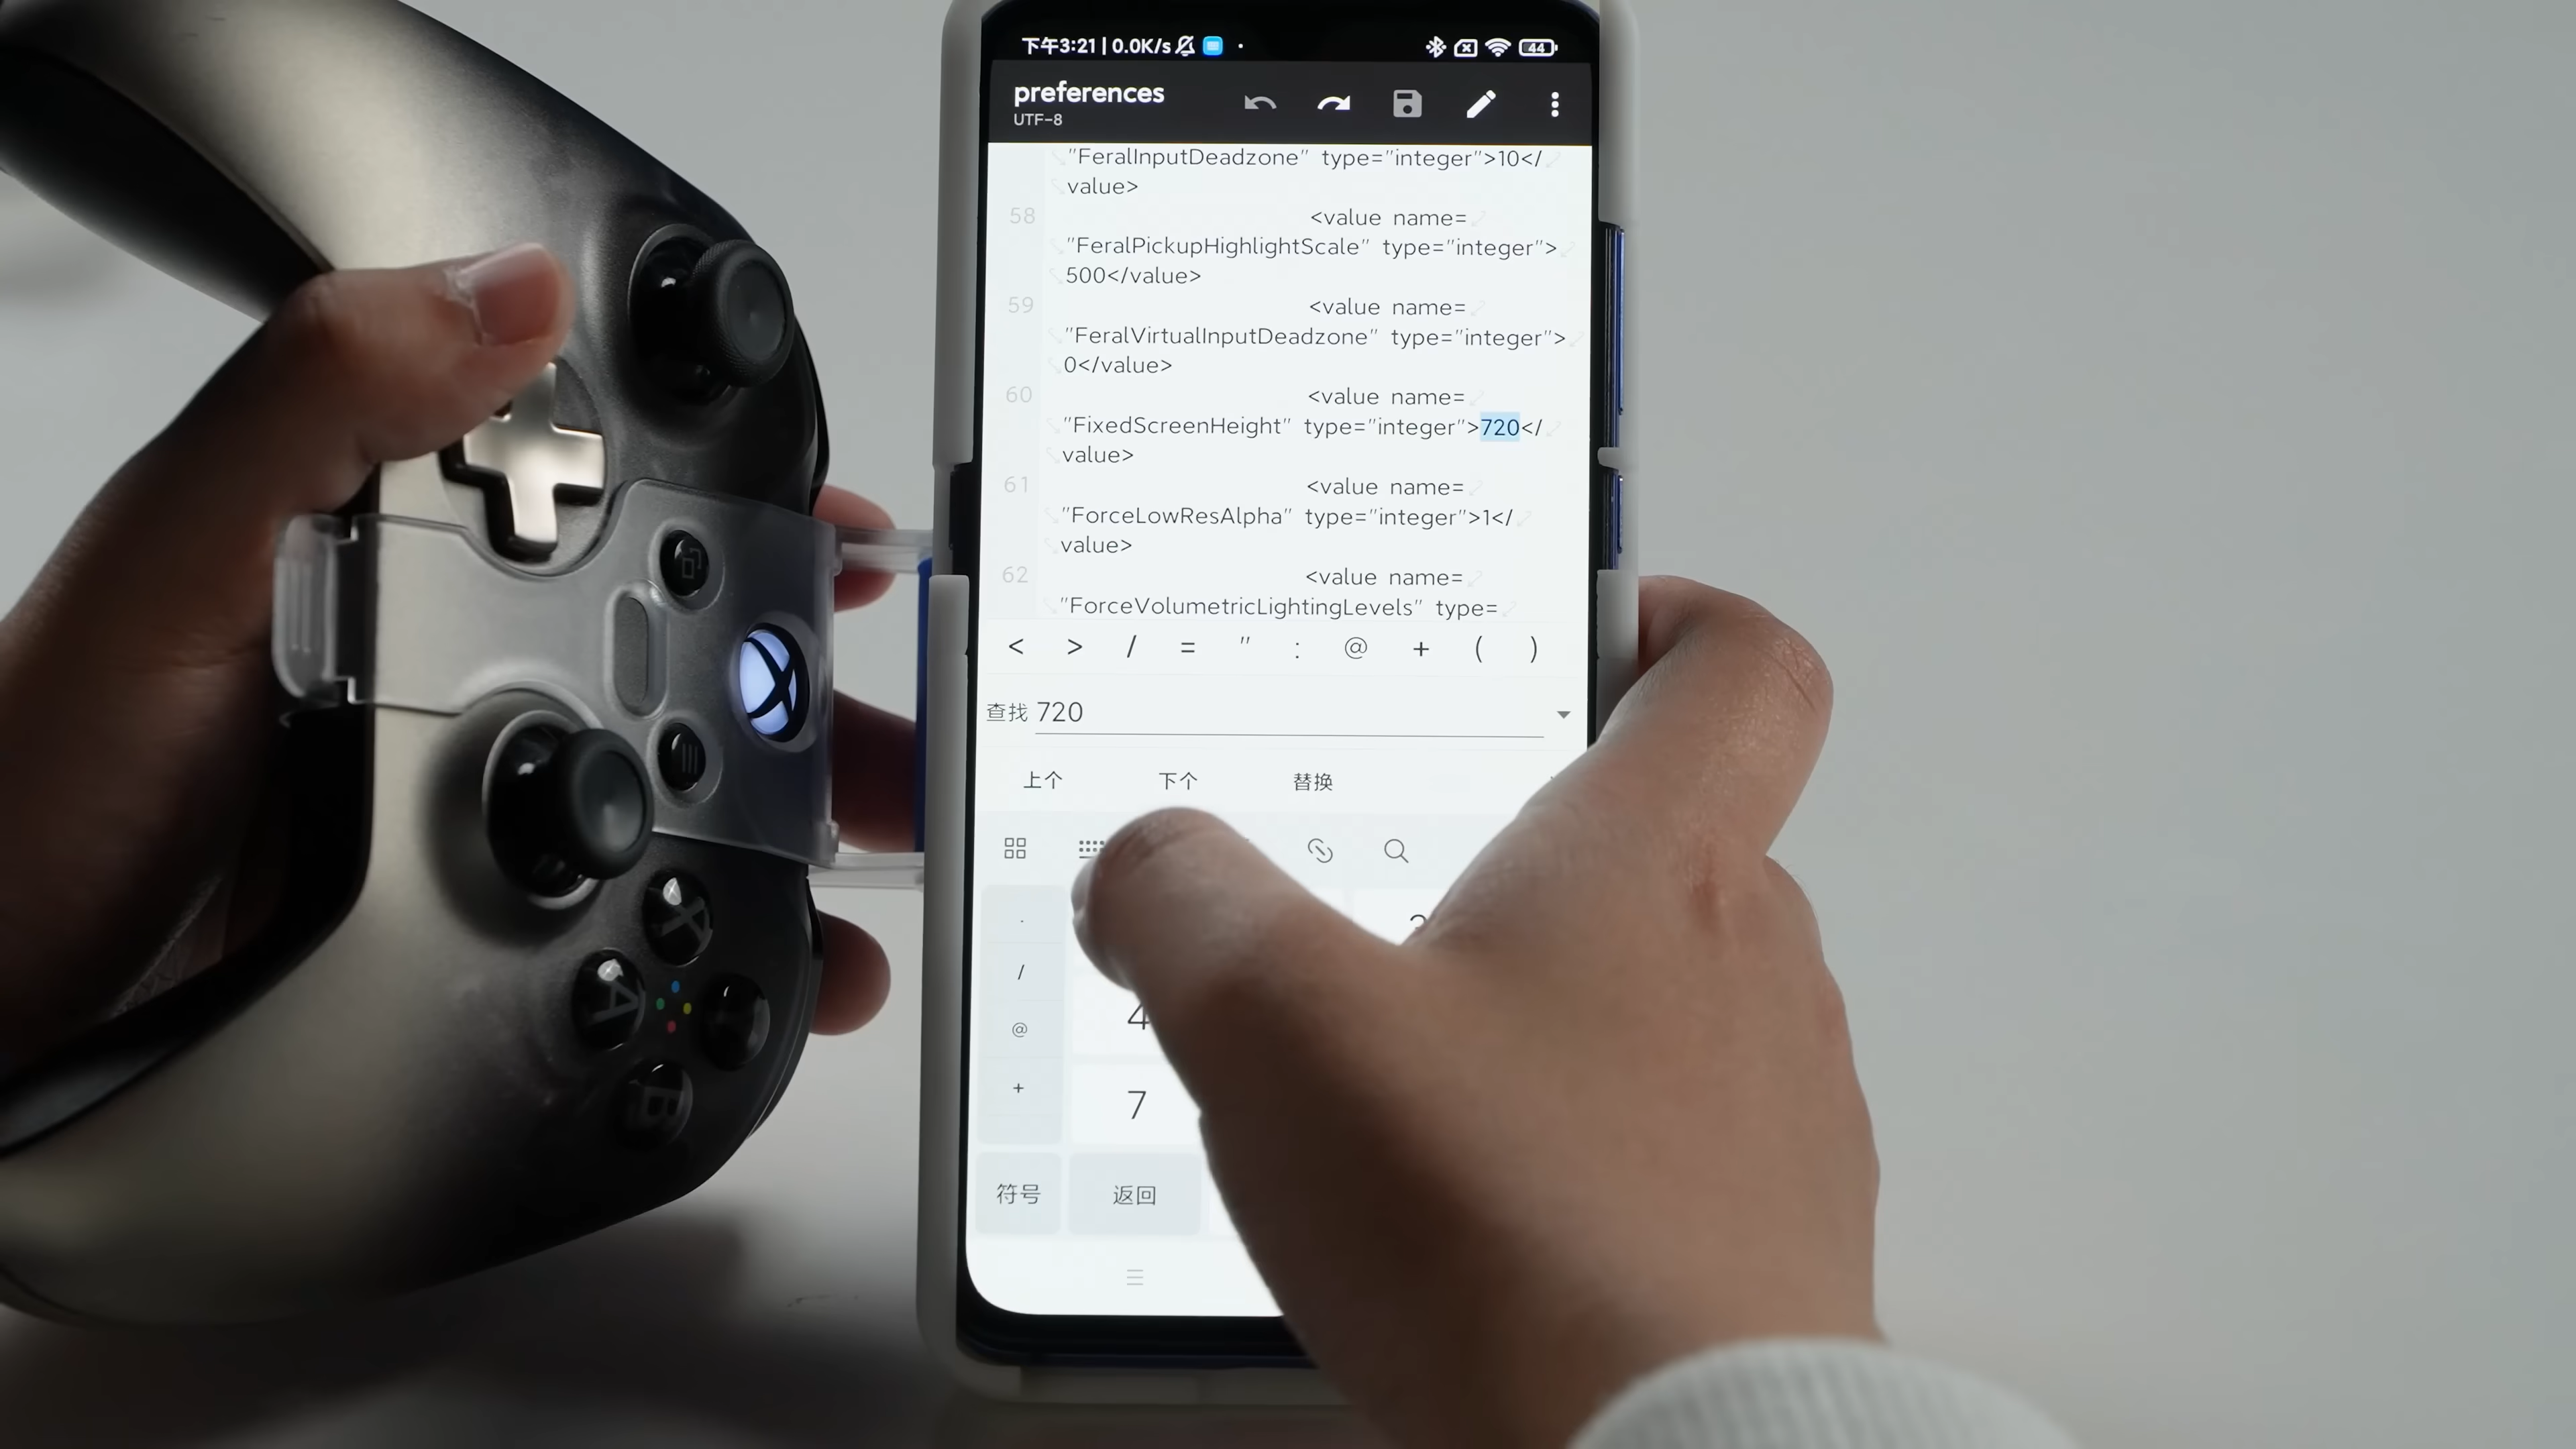 下午3:21 | 0.0K/s
44
preferences
UTF-8
"FeralInputDeadzone" type="integer">10</
value>
58 <value name=
"FeralPickupHighlightScale" type="integer">
500</value>
59 <value name=
"FeralVirtualInputDeadzone" type="integer">
0</value>
60 <value name=
"FixedScreenHeight" type="integer">720</
value>
61 <value name=
"ForceLowResAlpha" type="integer">1</
value>
62 <value name=
"ForceVolumetricLightingLevels" type=
< > / = " : @ + ( )
查找 720
上个 下个 替换
. 3
/
@ 4
+ 7
符号 返回
X
A
Y
B